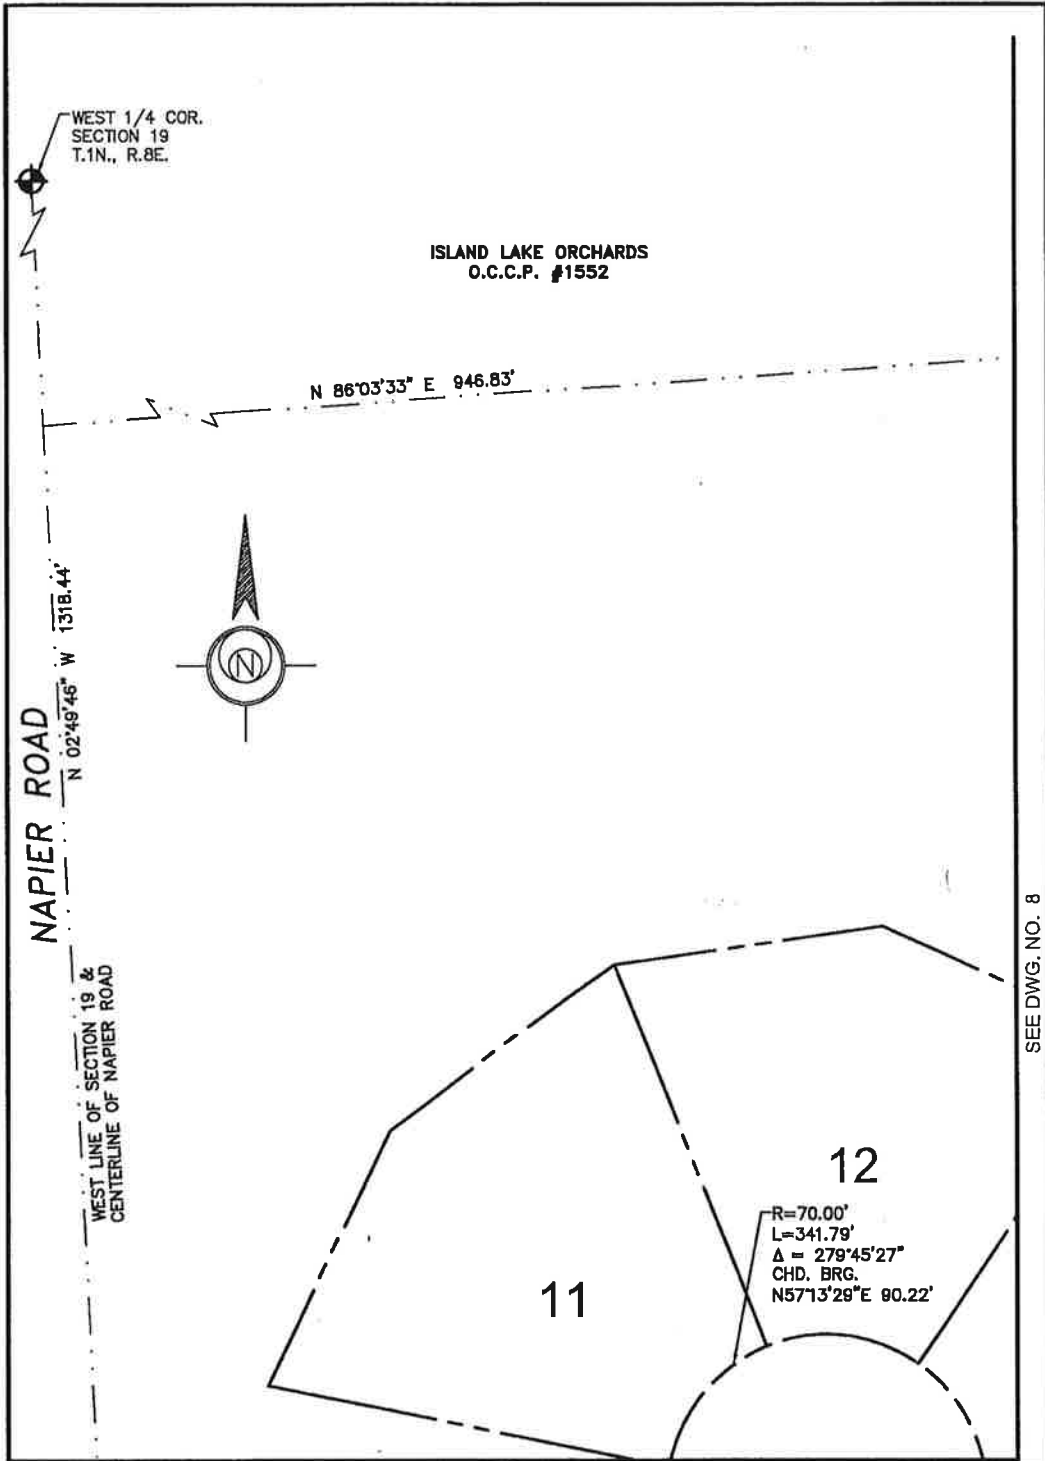 WEST 1/4 COR.
SECTION 19
T.1N., R.8E.
ISLAND LAKE ORCHARDS
O.C.C.P. #1552
N 86°03'33" E 946.83'
N
NAPIER ROAD
N 02°49'46" W 1318.44'
WEST LINE OF SECTION 19 &
CENTERLINE OF NAPIER ROAD
SEE DWG. NO. 8
12
R=70.00'
L=341.79'
Δ = 279°45'27"
CHD. BRG.
N57°13'29"E 90.22'
11